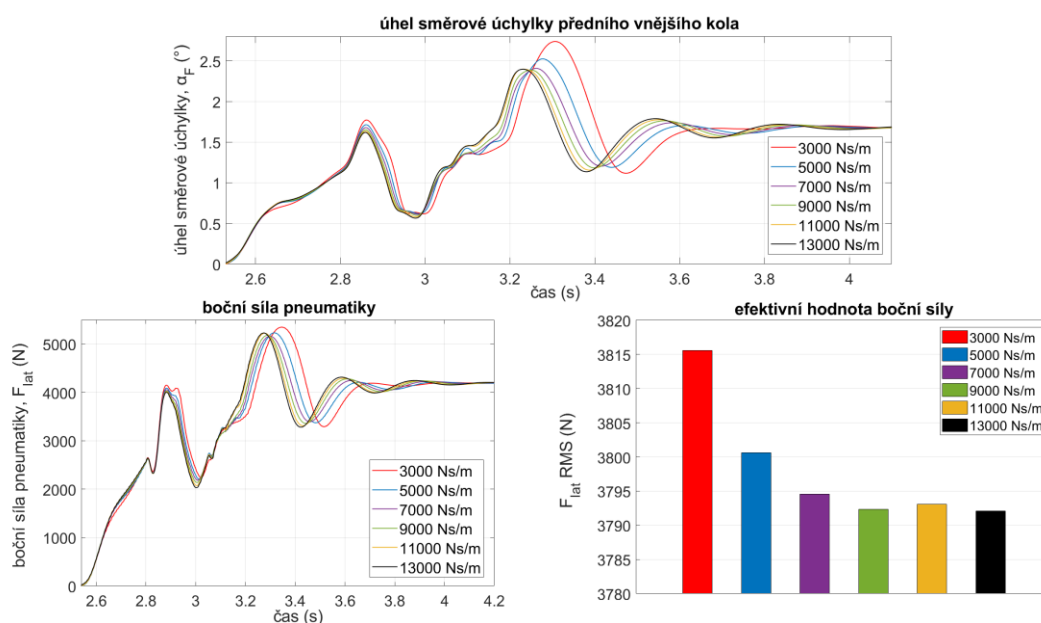 úhel směrové úchylky předního vnějšího kola
úhel směrové úchylky, α_F (°)
2.5
2
1.5
1
0.5
0
2.6 2.8 3 3.2 3.4 3.6 3.8 4
čas (s)
3000 Ns/m
5000 Ns/m
7000 Ns/m
9000 Ns/m
11000 Ns/m
13000 Ns/m
boční síla pneumatiky
boční síla pneumatiky, F_lat (N)
5000
4000
3000
2000
1000
0
2.6 2.8 3 3.2 3.4 3.6 3.8 4 4.2
čas (s)
3000 Ns/m
5000 Ns/m
7000 Ns/m
9000 Ns/m
11000 Ns/m
13000 Ns/m
efektivní hodnota boční síly
F_lat RMS (N)
3820
3815
3810
3805
3800
3795
3790
3785
3780
3000 Ns/m
5000 Ns/m
7000 Ns/m
9000 Ns/m
11000 Ns/m
13000 Ns/m